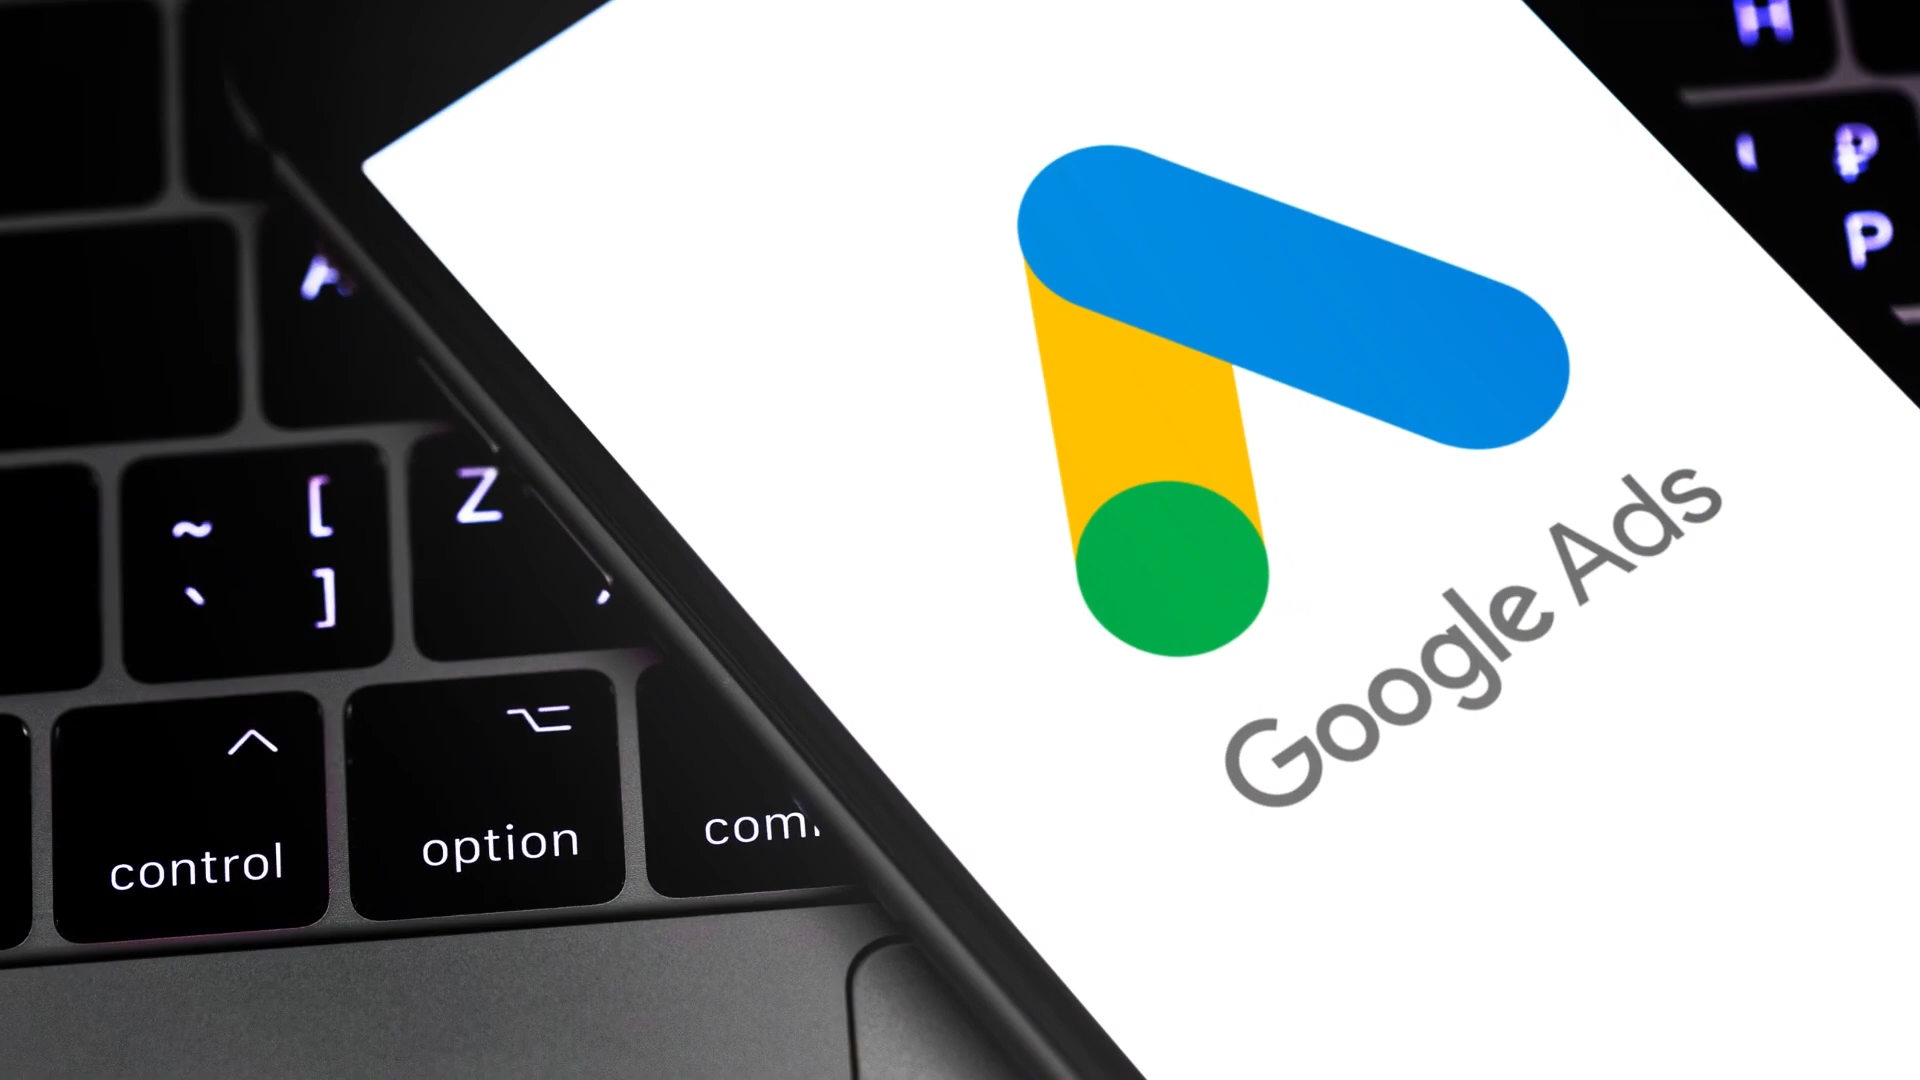 H
P
A
~ [
` ]
Z
^
⌥
control
option
Google Ads